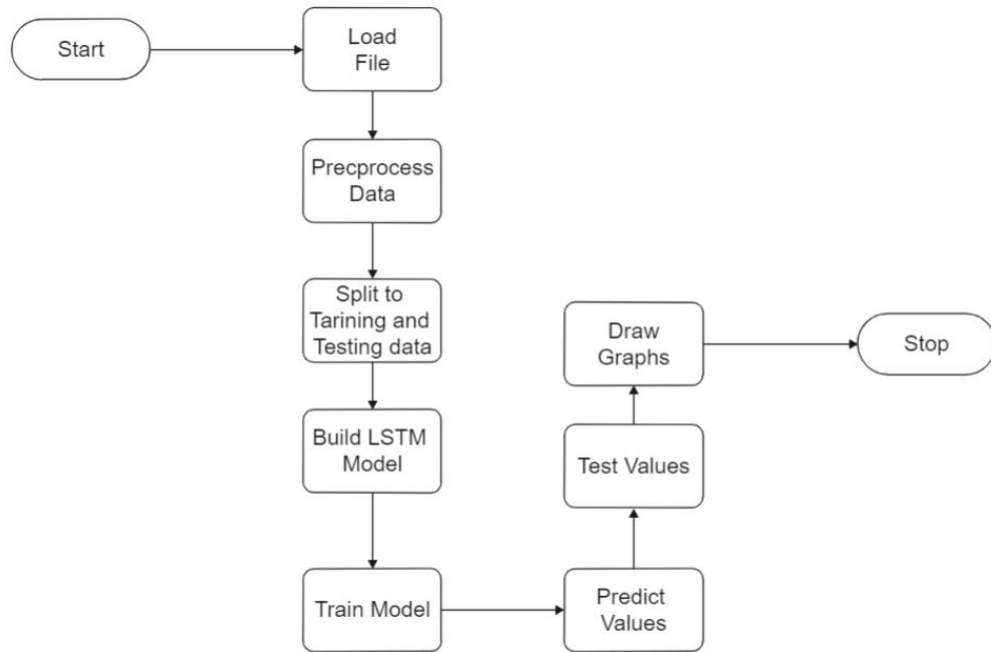 Start
Load
File
Precprocess
Data
Split to
Tarining and
Testing data
Build LSTM
Model
Train Model
Predict
Values
Test Values
Draw
Graphs
Stop